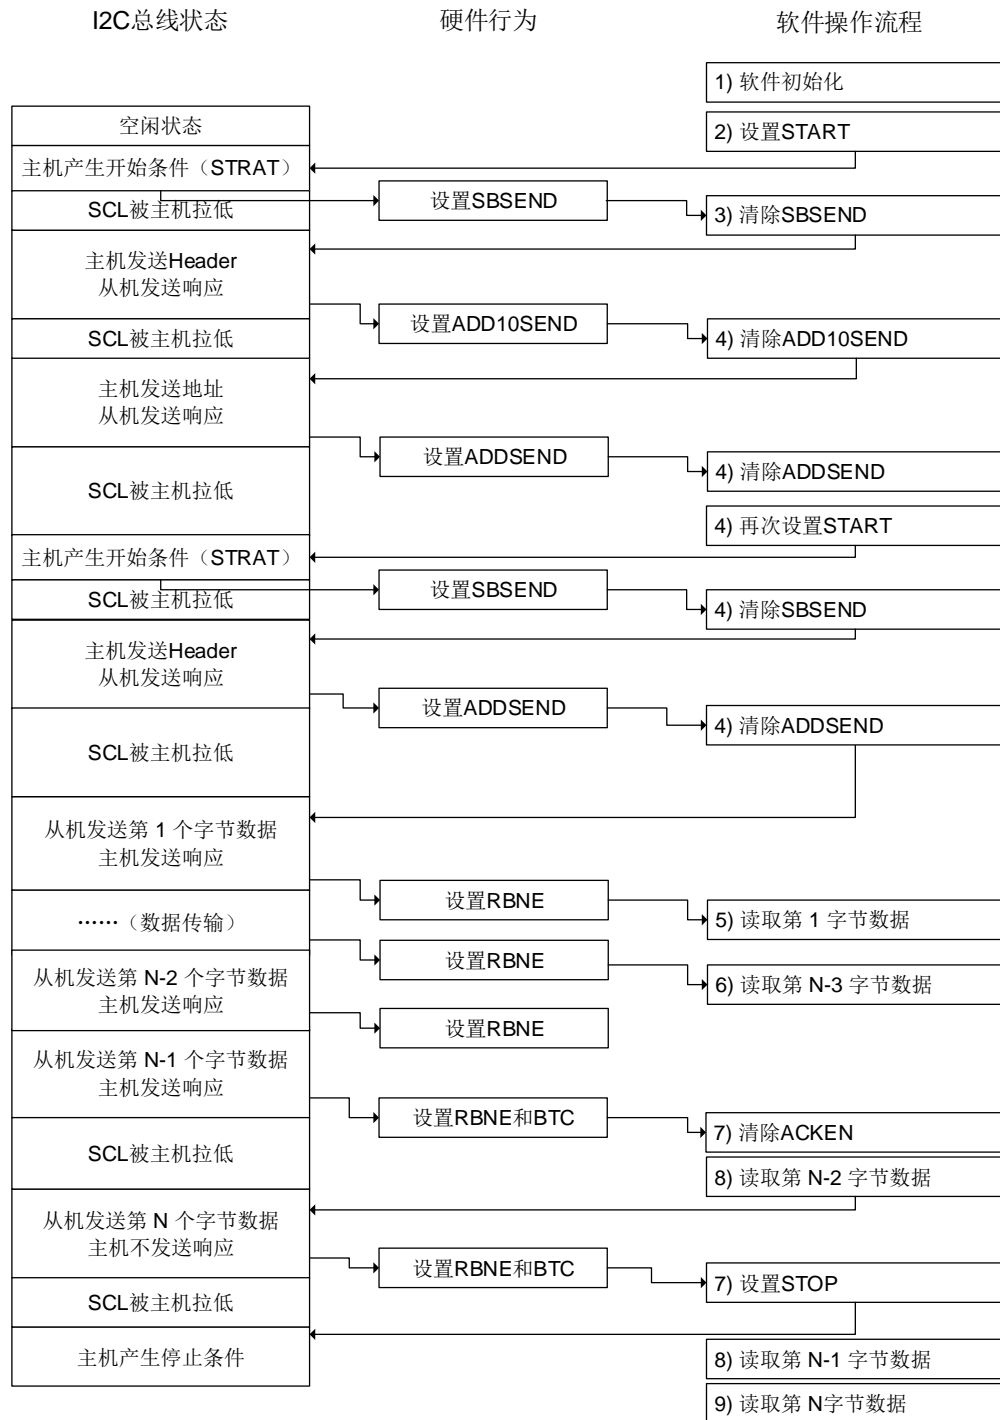 I2C总线状态 硬件行为 软件操作流程
1) 软件初始化
空闲状态
2) 设置START
主机产生开始条件（STRAT）
设置SBSEND
SCL被主机拉低
3) 清除SBSEND
主机发送Header
从机发送响应
设置ADD10SEND
SCL被主机拉低
4) 清除ADD10SEND
主机发送地址
从机发送响应
设置ADDSEND
4) 清除ADDSEND
SCL被主机拉低
4) 再次设置START
主机产生开始条件（STRAT）
设置SBSEND
SCL被主机拉低
4) 清除SBSEND
主机发送Header
从机发送响应
设置ADDSEND
4) 清除ADDSEND
SCL被主机拉低
从机发送第 1 个字节数据
主机发送响应
设置RBNE
5) 读取第 1 字节数据
……（数据传输）
设置RBNE
6) 读取第 N-3 字节数据
从机发送第 N-2 个字节数据
主机发送响应
设置RBNE
从机发送第 N-1 个字节数据
主机发送响应
设置RBNE和BTC
7) 清除ACKEN
SCL被主机拉低
8) 读取第 N-2 字节数据
从机发送第 N 个字节数据
主机不发送响应
设置RBNE和BTC
7) 设置STOP
SCL被主机拉低
主机产生停止条件
8) 读取第 N-1 字节数据
9) 读取第 N字节数据